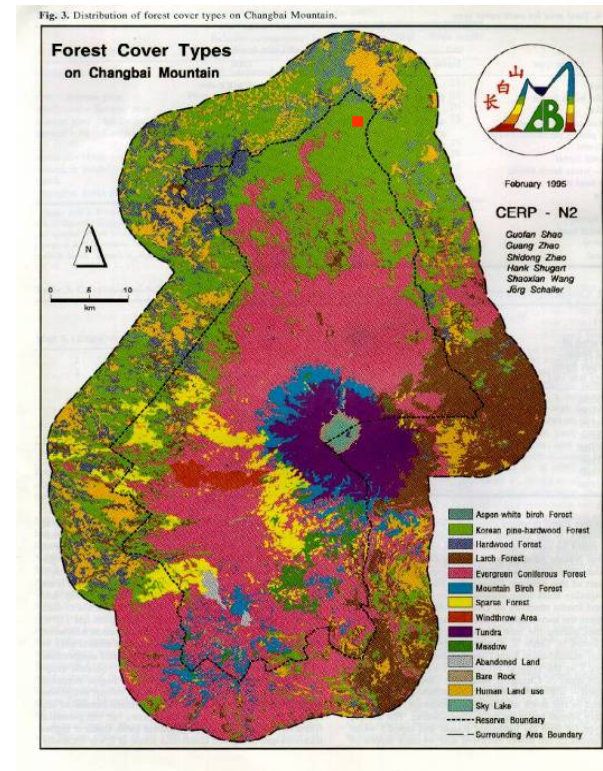 Fig. 3. Distribution of forest cover types on Changbai Mountain.
Forest Cover Types
on Changbai Mountain
长白山
CBI
February 1995
CERP - N2
Guofan Shao
Guang Zhao
Shidong Zhao
Hank Shugart
Shaoxian Wang
Jörg Schaller
N
0 5 10
km
Aspen-white birch Forest
Korean pine-hardwood Forest
Hardwood Forest
Larch Forest
Evergreen Coniferous Forest
Mountain Birch Forest
Sparse Forest
Windthrow Area
Tundra
Meadow
Abandoned Land
Bare Rock
Human Land use
Sky Lake
Reserve Boundary
Surrounding Area Boundary